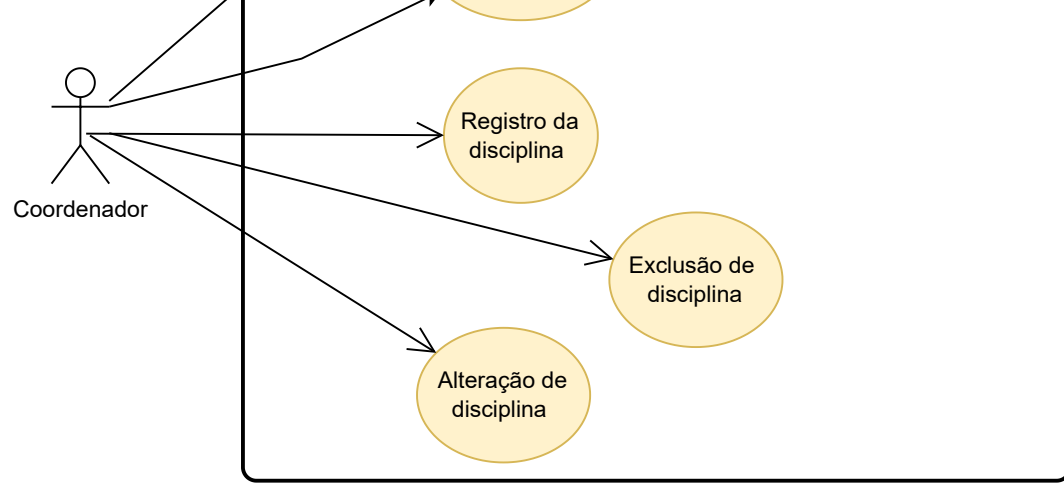 Registro da
disciplina
Coordenador
Exclusão de
disciplina
Alteração de
disciplina